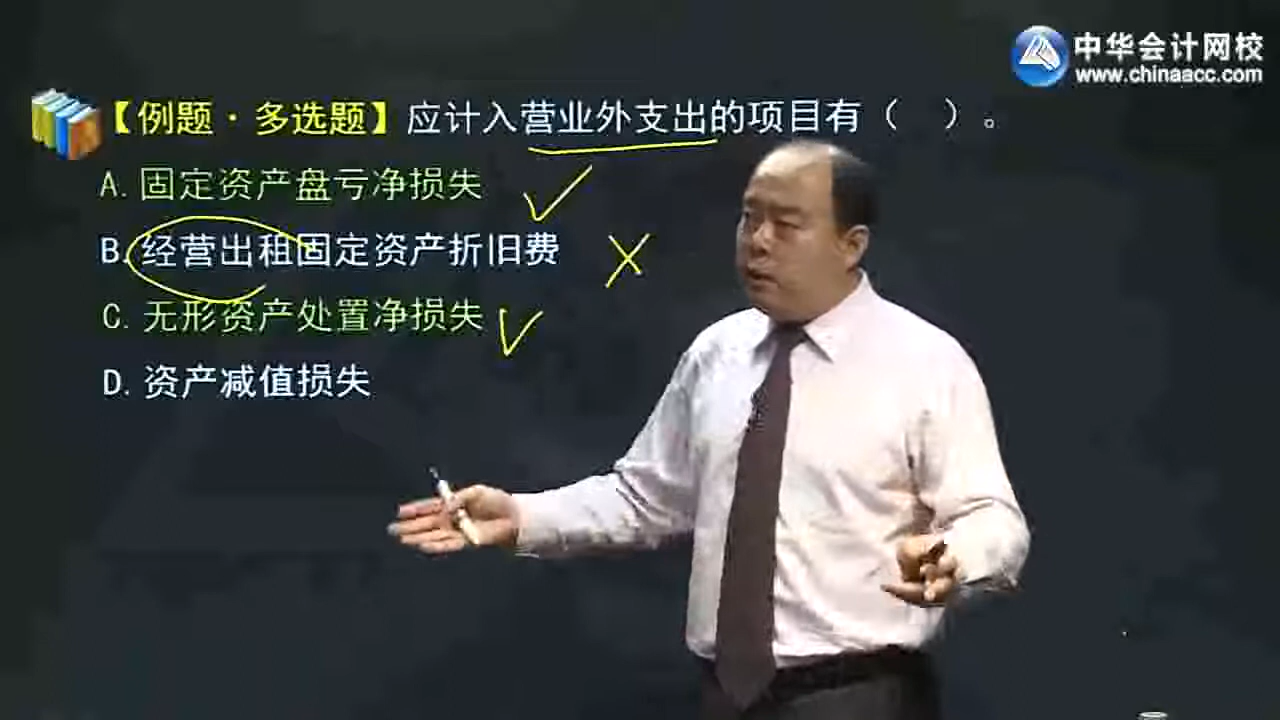 中华会计网校
www.chinaacc.com
【例题·多选题】应计入营业外支出的项目有（ ）。
A. 固定资产盘亏净损失
B. 经营出租固定资产折旧费
C. 无形资产处置净损失
D. 资产减值损失